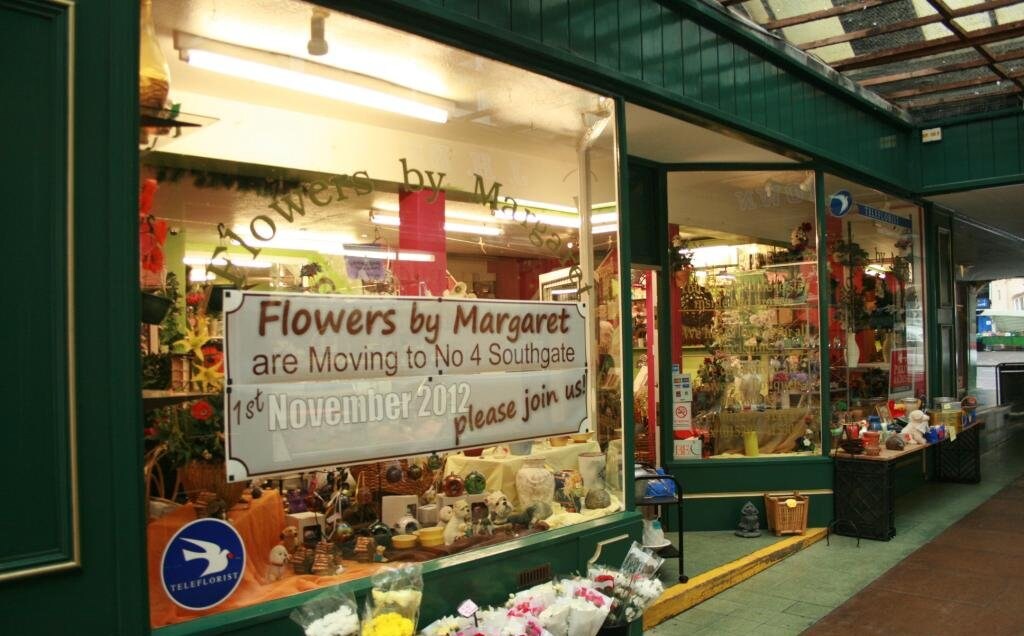 Flowers by Margaret
Flowers by Margaret
are Moving to No 4 Southgate
1st November 2012
please join us!
TELEFLORIST
TELEFLORIST